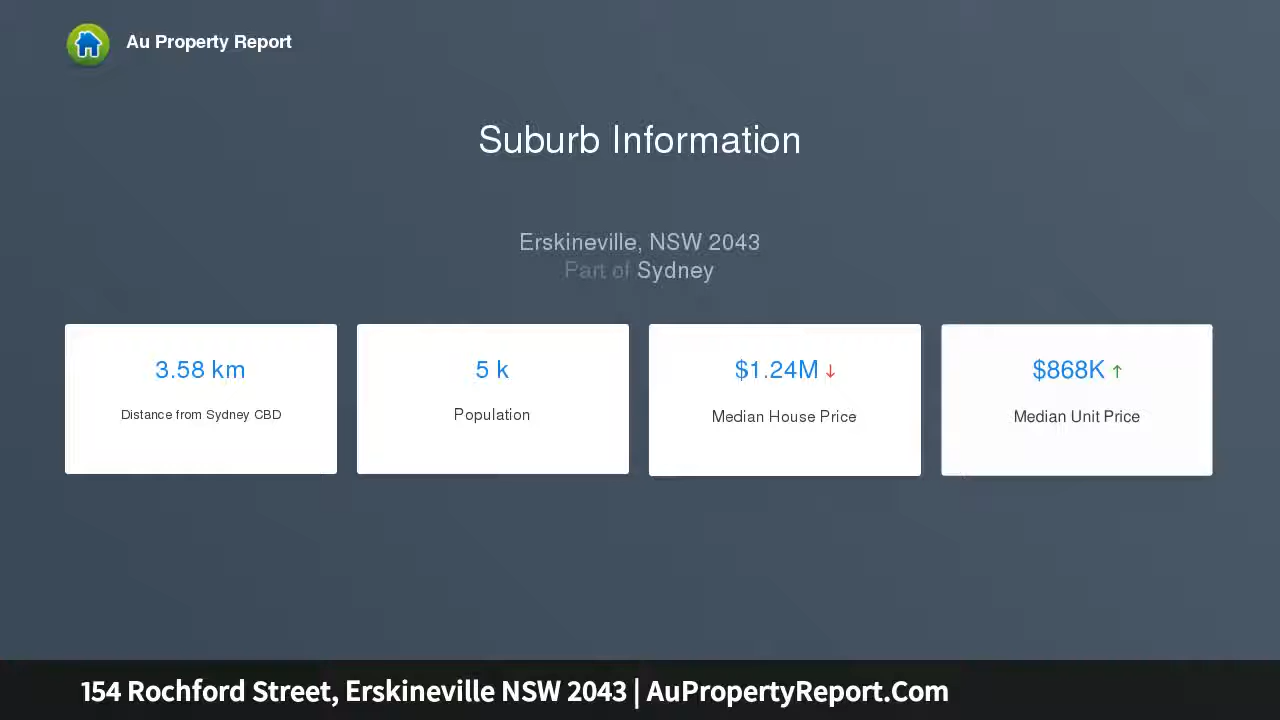 Au Property Report
Suburb Information
Erskineville, NSW 2043
Part of Sydney
3.58 km
Distance from Sydney CBD
5 k
Population
$1.24M ↓
Median House Price
$868K ↑
Median Unit Price
154 Rochford Street, Erskineville NSW 2043 | AuPropertyReport.Com